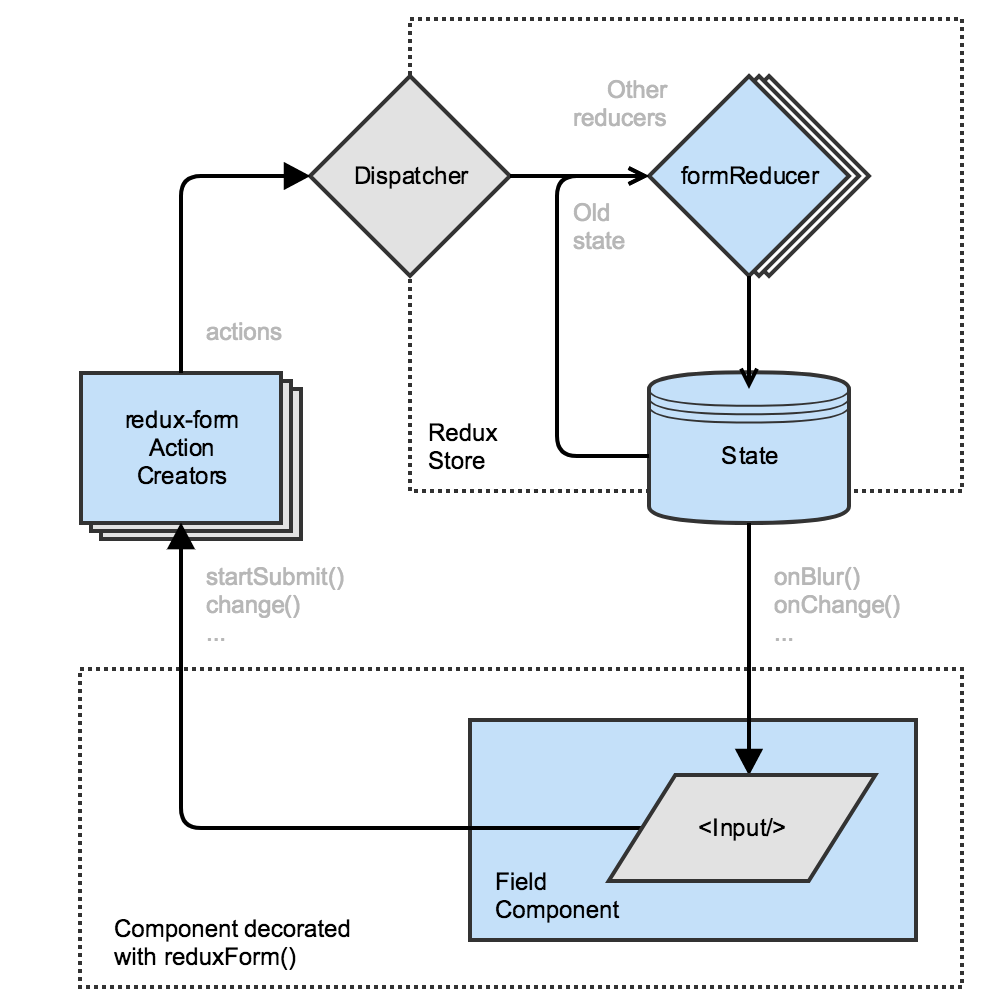 Other
reducers
Dispatcher
formReducer
Old
state
actions
redux-form
Action
Creators
Redux
Store
State
startSubmit()
change()
...
onBlur()
onChange()
...
<Input/>
Field
Component
Component decorated
with reduxForm()